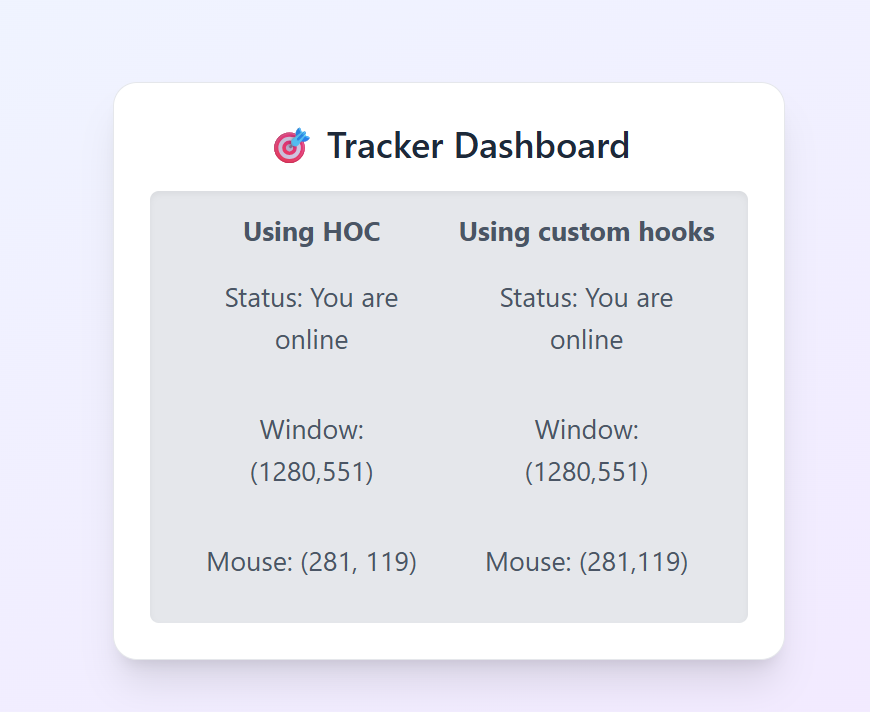 Tracker Dashboard
Using HOC
Status: You are
online
Window:
(1280,551)
Mouse: (281, 119)
Using custom hooks
Status: You are
online
Window:
(1280,551)
Mouse: (281,119)